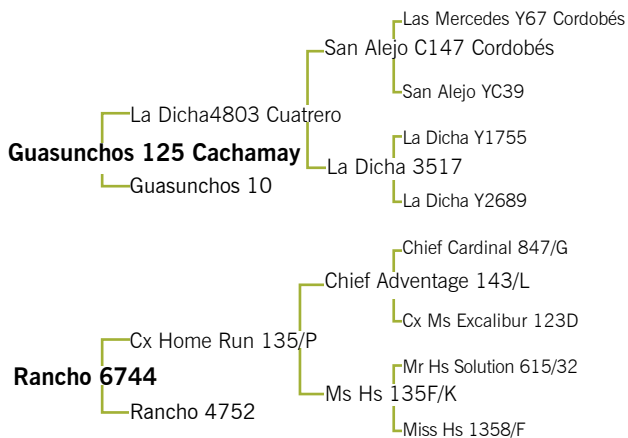 Las Mercedes Y67 Cordobés
San Alejo C147 Cordobés
San Alejo YC39
La Dicha4803 Cuatrero
La Dicha Y1755
Guasunchos 125 Cachamay
La Dicha 3517
Guasunchos 10
La Dicha Y2689
Chief Cardinal 847/G
Chief Adventage 143/L
Cx Ms Excalibur 123D
Cx Home Run 135/P
Mr Hs Solution 615/32
Rancho 6744
Ms Hs 135F/K
Rancho 4752
Miss Hs 1358/F